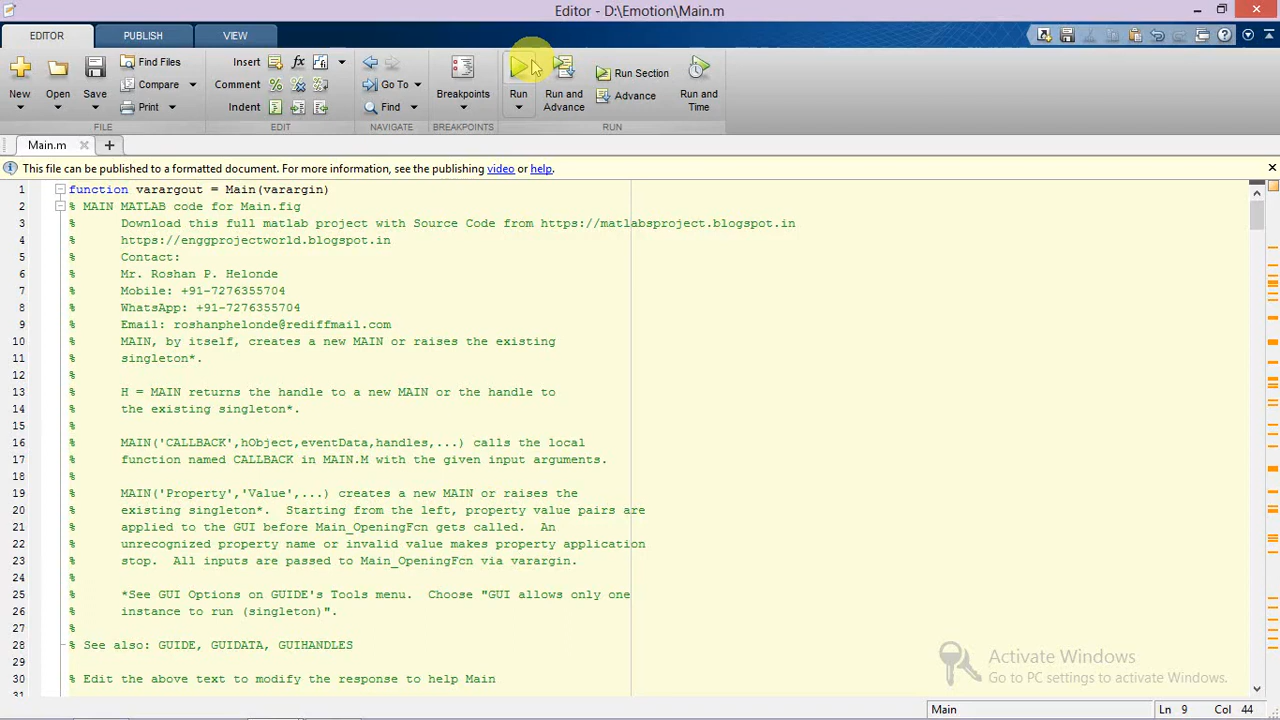 Editor - D:\Emotion\Main.m
EDITOR PUBLISH VIEW
New Open Save Find Files Compare Print FILE
Insert Comment Indent EDIT
Go To Find NAVIGATE
Breakpoints BREAKPOINTS
Run Run and Advance Run Section Advance Run and Time RUN
Main.m
This file can be published to a formatted document. For more information, see the publishing video or help.
1 function varargout = Main(varargin)
2 % MAIN MATLAB code for Main.fig
3 % Download this full matlab project with Source Code from https://matlabsproject.blogspot.in
4 % https://enggprojectworld.blogspot.in
5 % Contact:
6 % Mr. Roshan P. Helonde
7 % Mobile: +91-7276355704
8 % WhatsApp: +91-7276355704
9 % Email: roshanphelonde@rediffmail.com
10 % MAIN, by itself, creates a new MAIN or raises the existing
11 % singleton*.
12 %
13 % H = MAIN returns the handle to a new MAIN or the handle to
14 % the existing singleton*.
15 %
16 % MAIN('CALLBACK',hObject,eventData,handles,...) calls the local
17 % function named CALLBACK in MAIN.M with the given input arguments.
18 %
19 % MAIN('Property','Value',...) creates a new MAIN or raises the
20 % existing singleton*. Starting from the left, property value pairs are
21 % applied to the GUI before Main_OpeningFcn gets called. An
22 % unrecognized property name or invalid value makes property application
23 % stop. All inputs are passed to Main_OpeningFcn via varargin.
24 %
25 % *See GUI Options on GUIDE's Tools menu. Choose "GUI allows only one
26 % instance to run (singleton)".
27 %
28 % See also: GUIDE, GUIDATA, GUIHANDLES
29
30 % Edit the above text to modify the response to help Main
31
Activate Windows
Go to PC settings to activate Windows.
Main Ln 9 Col 44